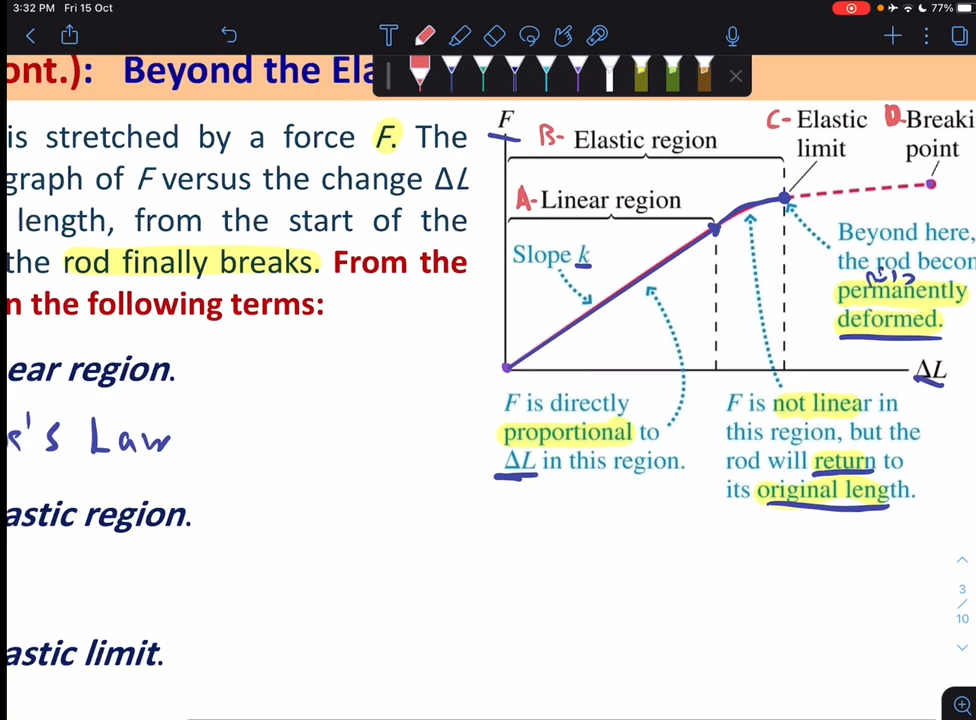 3:32 PM Fri 15 Oct
77%
ont.): Beyond the Ela
is stretched by a force F. The
graph of F versus the change ΔL
length, from the start of the
the rod finally breaks. From the
n the following terms:
ear region.
's Law
astic region.
astic limit.
F
B- Elastic region
C- Elastic
limit
D-Breaki
point
A-Linear region
Slope k
Beyond here,
the rod becom
permanently
deformed.
ΔL
F is directly
proportional to
ΔL in this region.
F is not linear in
this region, but the
rod will return to
its original length.
3
/
10